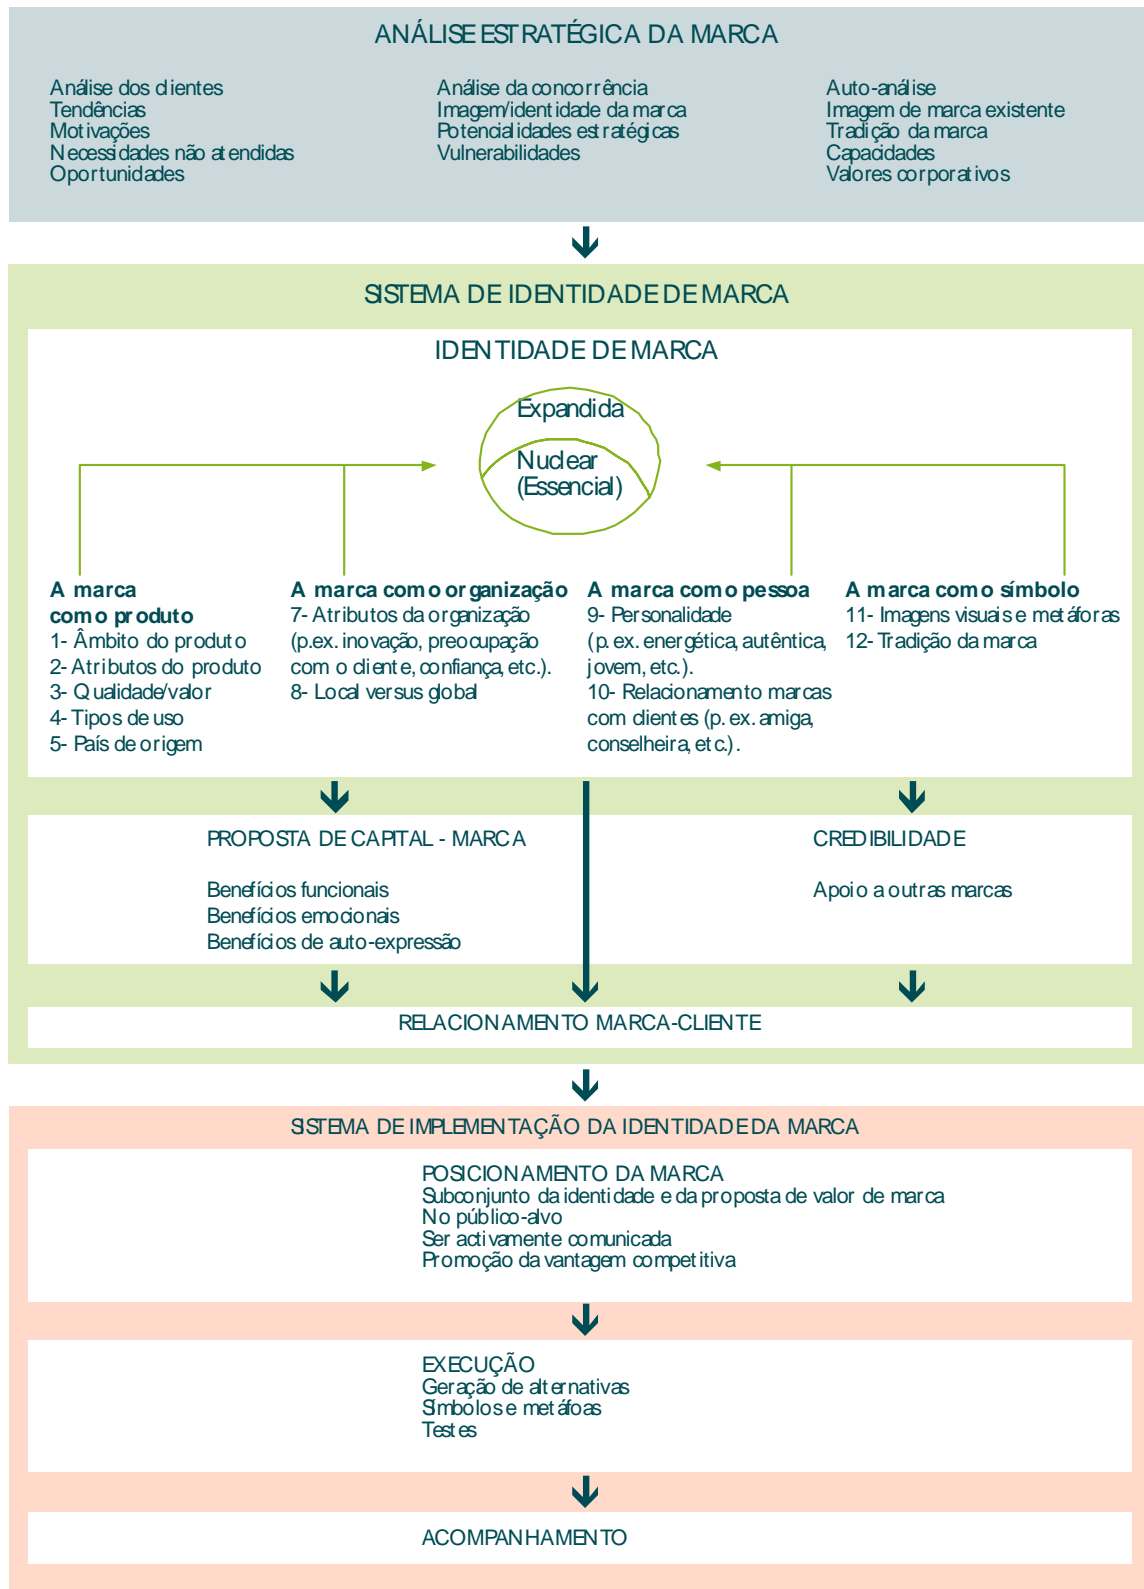 ANÁLISE ESTRATÉGICA DA MARCA
Análise dos clientes
Tendências
Motivações
Necessidades não atendidas
Oportunidades
Análise da concorrência
Imagem/identidade da marca
Potencialidades estratégicas
Vulnerabilidades
Auto-análise
Imagem de marca existente
Tradição da marca
Capacidades
Valores corporativos
SISTEMA DE IDENTIDADE DE MARCA
IDENTIDADE DE MARCA
Expandida
Nuclear
(Essencial)
A marca
como produto
1- Âmbito do produto
2- Atributos do produto
3- Qualidade/valor
4- Tipos de uso
5- País de origem
A marca como organização
7- Atributos da organização
(p.ex. inovação, preocupação
com o cliente, confiança, etc.).
8- Local versus global
A marca como pessoa
9- Personalidade
(p. ex. energética, autêntica,
jovem, etc.).
10- Relacionamento marcas
com clientes (p. ex. amiga,
conselheira, etc.).
A marca como símbolo
11- Imagens visuais e metáforas
12- Tradição da marca
PROPOSTA DE CAPITAL - MARCA
Benefícios funcionais
Benefícios emocionais
Benefícios de auto-expressão
CREDIBILIDADE
Apoio a outras marcas
RELACIONAMENTO MARCA-CLIENTE
SISTEMA DE IMPLEMENTAÇÃO DA IDENTIDADE DA MARCA
POSICIONAMENTO DA MARCA
Subconjunto da identidade e da proposta de valor de marca
No público-alvo
Ser activamente comunicada
Promoção da vantagem competitiva
EXECUÇÃO
Geração de alternativas
Símbolos e metáfoas
Testes
ACOMPANHAMENTO